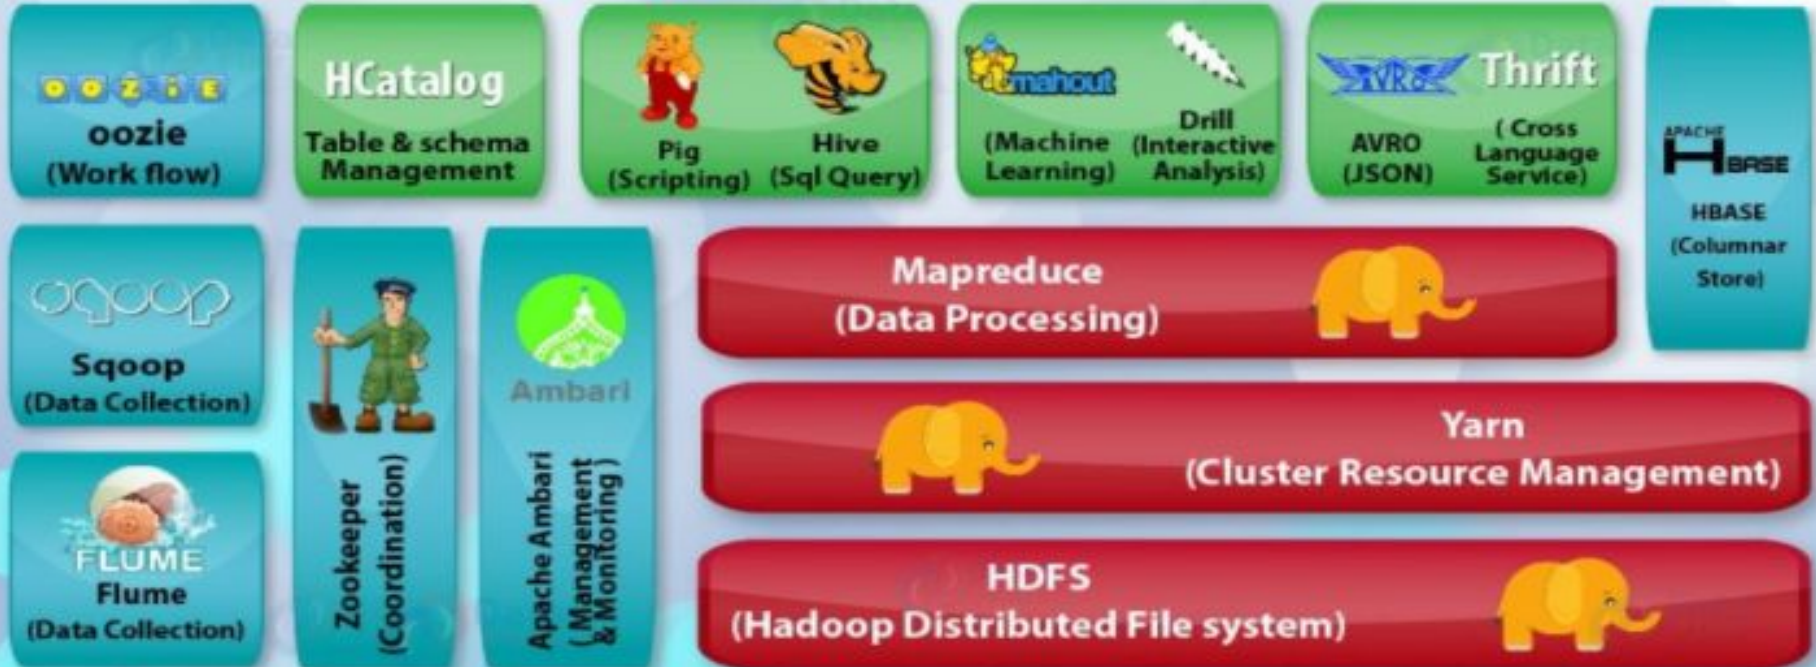 OOZIE
oozie
(Work flow)
HCatalog
Table & schema
Management
Pig
(Scripting)
Hive
(Sql Query)
mahout
(Machine
Learning)
Drill
(Interactive
Analysis)
AVRO
AVRO
(JSON)
Thrift
( Cross
Language
Service)
APACHE
HBASE
HBASE
(Columnar
Store)
sqoop
Sqoop
(Data Collection)
FLUME
Flume
(Data Collection)
Zookeeper
(Coordination)
Ambari
Apache Ambari
( Management
& Monitoring )
Mapreduce
(Data Processing)
Yarn
(Cluster Resource Management)
HDFS
(Hadoop Distributed File system)